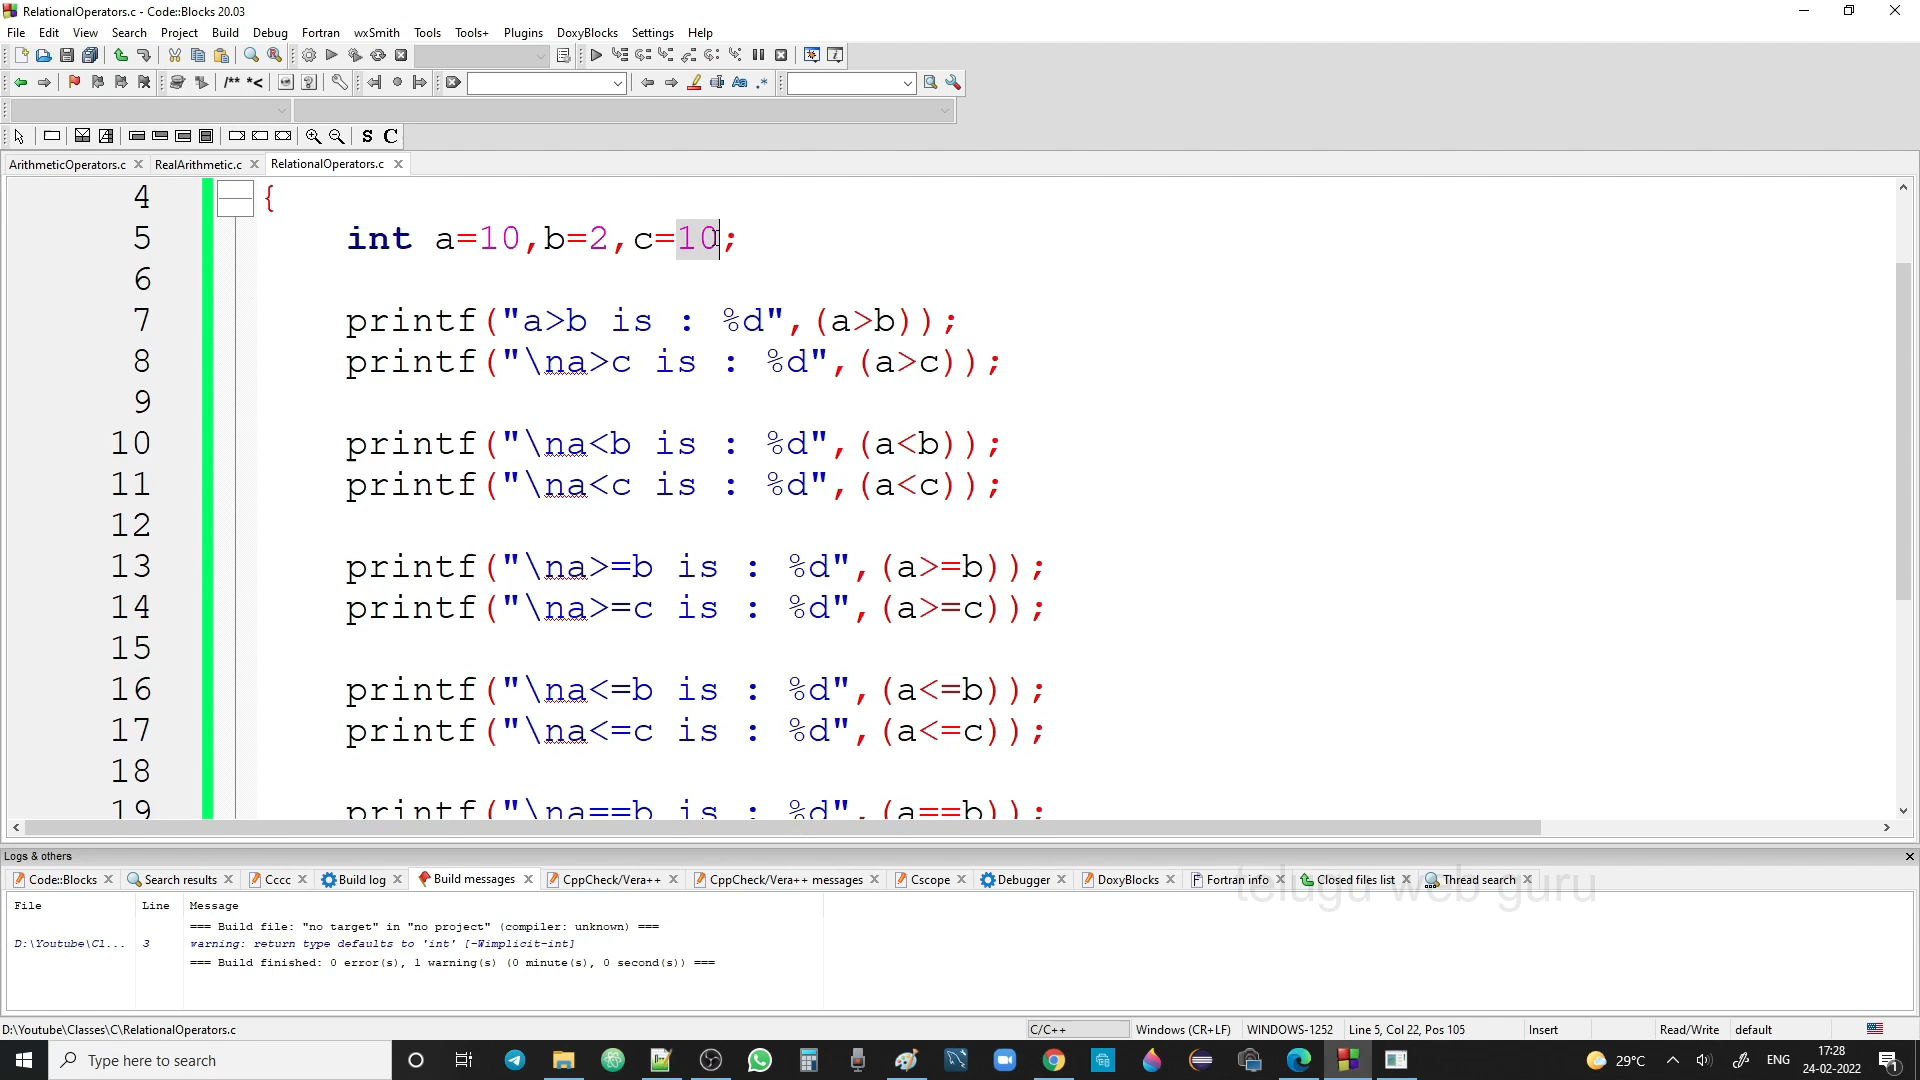 RelationalOperators.c - Code::Blocks 20.03
File Edit View Search Project Build Debug Fortran wxSmith Tools Tools+ Plugins DoxyBlocks Settings Help
/** *<
S C
ArithmeticOperators.c RealArithmetic.c RelationalOperators.c
4 {
5 int a=10,b=2,c=10;
6
7 printf("a>b is : %d",(a>b));
8 printf("\na>c is : %d",(a>c));
9
10 printf("\na<b is : %d",(a<b));
11 printf("\na<c is : %d",(a<c));
12
13 printf("\na>=b is : %d",(a>=b));
14 printf("\na>=c is : %d",(a>=c));
15
16 printf("\na<=b is : %d",(a<=b));
17 printf("\na<=c is : %d",(a<=c));
18
19 printf("\na==b is : %d",(a==b));
Logs & others
Code::Blocks Search results Cccc Build log Build messages CppCheck/Vera++ CppCheck/Vera++ messages Cscope Debugger DoxyBlocks Fortran info Closed files list Thread search
telugu web guru
File Line Message
=== Build file: "no target" in "no project" (compiler: unknown) ===
D:\Youtube\Cl... 3 warning: return type defaults to 'int' [-Wimplicit-int]
=== Build finished: 0 error(s), 1 warning(s) (0 minute(s), 0 second(s)) ===
D:\Youtube\Classes\C\RelationalOperators.c C/C++ Windows (CR+LF) WINDOWS-1252 Line 5, Col 22, Pos 105 Insert Read/Write default
Type here to search 29°C ENG 17:28
24-02-2022 1